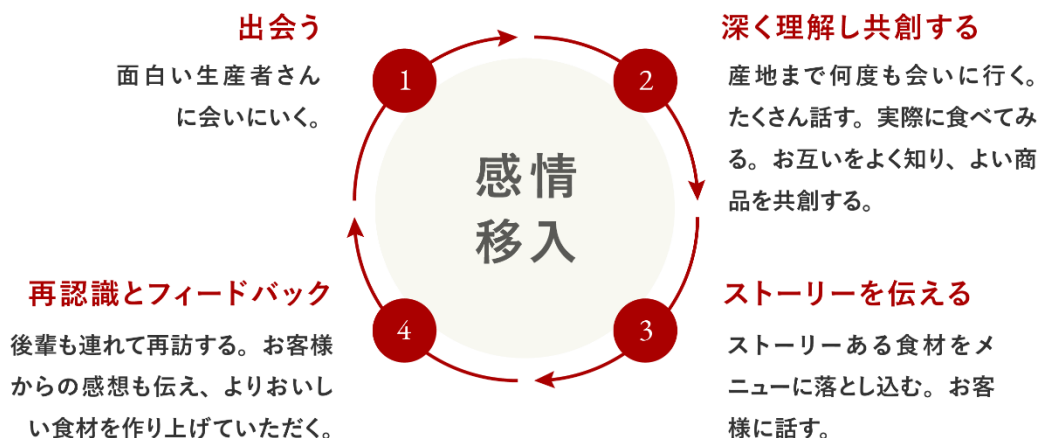 出会う
面白い生産者さん
に会いにいく。
1
2
深く理解し共創する
産地まで何度も会いに行く。
たくさん話す。実際に食べてみ
る。お互いをよく知り、よい商
品を共創する。
感情
移入
再認識とフィードバック
後輩も連れて再訪する。お客様
からの感想も伝え、よりおいし
い食材を作り上げていただく。
4
3
ストーリーを伝える
ストーリーある食材をメ
ニューに落とし込む。お客
様に話す。